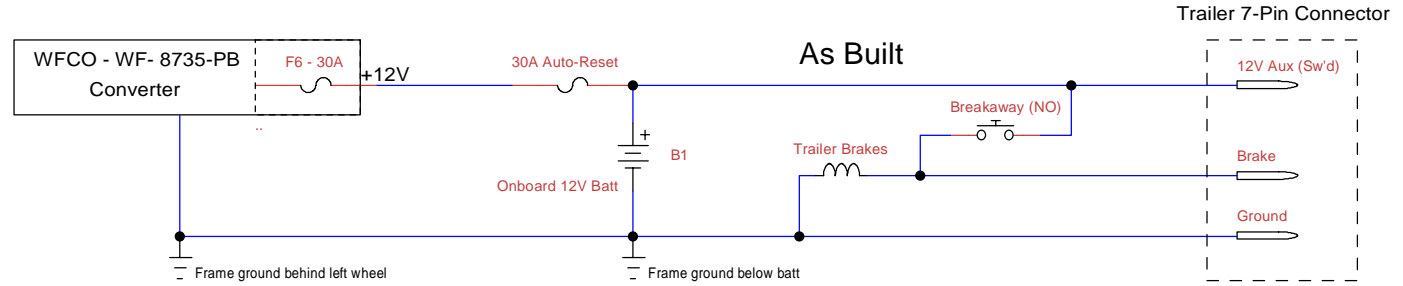 Trailer 7-Pin Connector
WFCO - WF- 8735-PB
Converter
F6 - 30A
+12V
..
30A Auto-Reset
As Built
12V Aux (Sw'd)
Breakaway (NO)
+
B1
Trailer Brakes
Brake
Onboard 12V Batt
Ground
Frame ground behind left wheel
Frame ground below batt